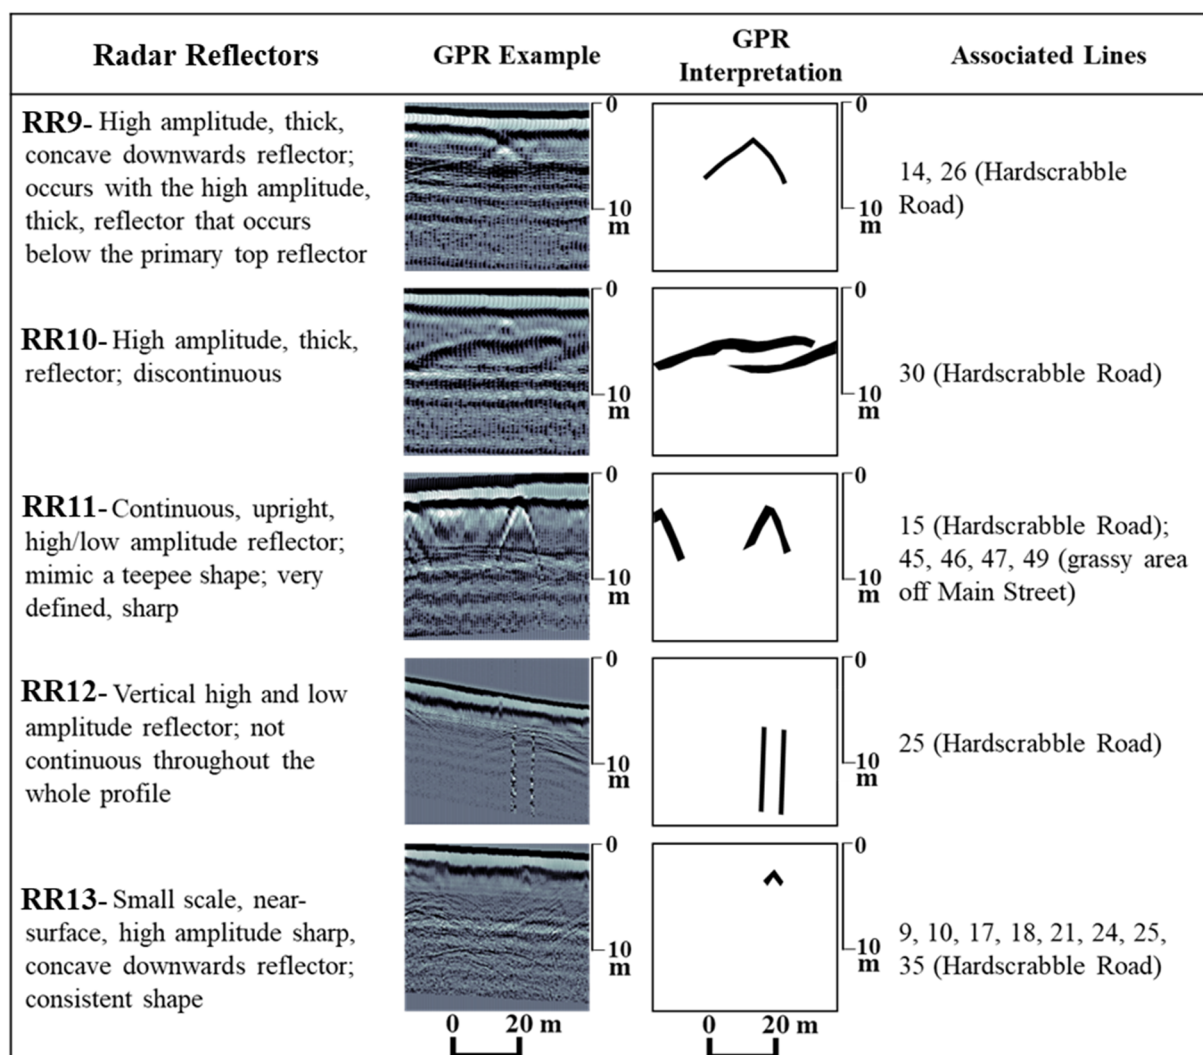 Radar Reflectors
GPR Example
GPR
Interpretation
Associated Lines
RR9- High amplitude, thick,
concave downwards reflector;
occurs with the high amplitude,
thick, reflector that occurs
below the primary top reflector
0
10
m
0
10
m
14, 26 (Hardscrabble
Road)
RR10- High amplitude, thick,
reflector; discontinuous
0
10
m
0
10
m
30 (Hardscrabble Road)
RR11- Continuous, upright,
high/low amplitude reflector;
mimic a teepee shape; very
defined, sharp
0
10
m
0
10
m
15 (Hardscrabble Road);
45, 46, 47, 49 (grassy area
off Main Street)
RR12- Vertical high and low
amplitude reflector; not
continuous throughout the
whole profile
0
10
m
0
10
m
25 (Hardscrabble Road)
RR13- Small scale, near-
surface, high amplitude sharp,
concave downwards reflector;
consistent shape
0
10
m
0
10
m
9, 10, 17, 18, 21, 24, 25,
35 (Hardscrabble Road)
0 20 m
0 20 m